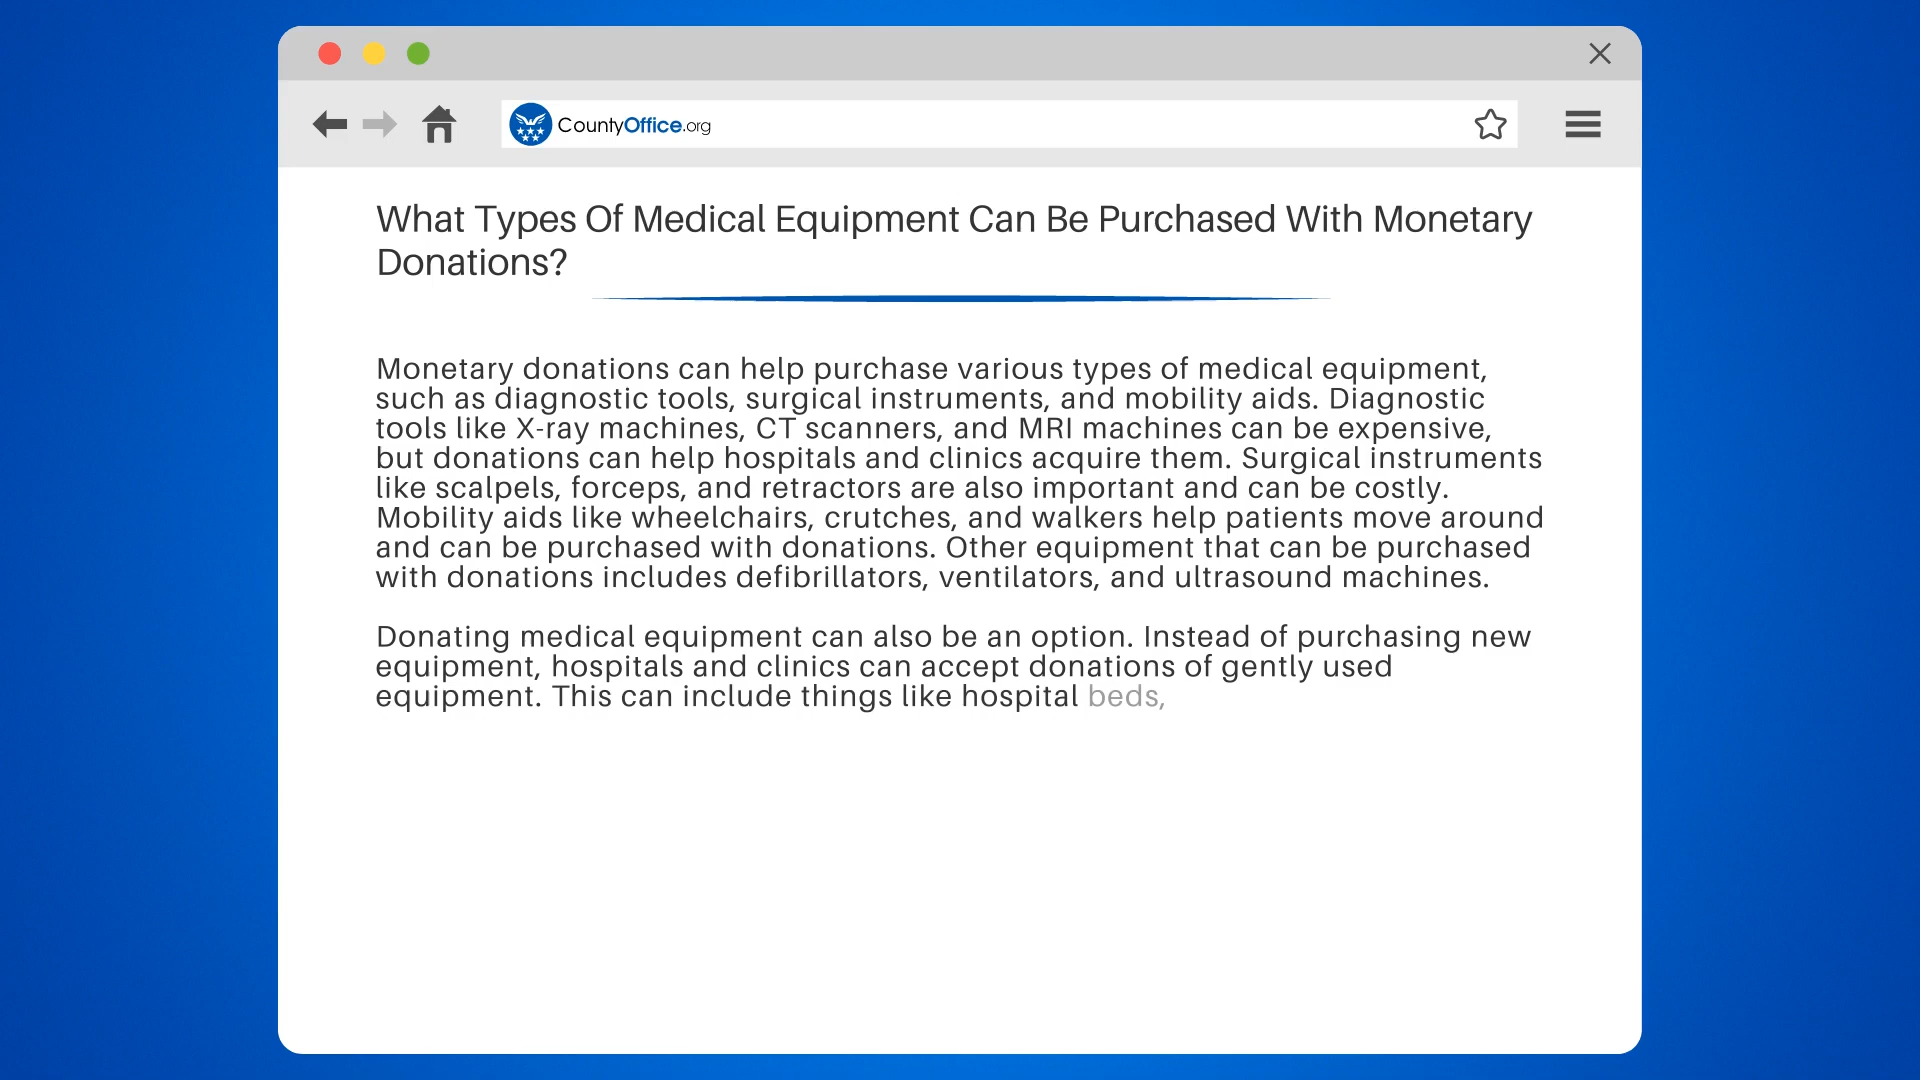 CountyOffice.org
What Types Of Medical Equipment Can Be Purchased With Monetary
Donations?
Monetary donations can help purchase various types of medical equipment,
such as diagnostic tools, surgical instruments, and mobility aids. Diagnostic
tools like X-ray machines, CT scanners, and MRI machines can be expensive,
but donations can help hospitals and clinics acquire them. Surgical instruments
like scalpels, forceps, and retractors are also important and can be costly.
Mobility aids like wheelchairs, crutches, and walkers help patients move around
and can be purchased with donations. Other equipment that can be purchased
with donations includes defibrillators, ventilators, and ultrasound machines.
Donating medical equipment can also be an option. Instead of purchasing new
equipment, hospitals and clinics can accept donations of gently used
equipment. This can include things like hospital beds,